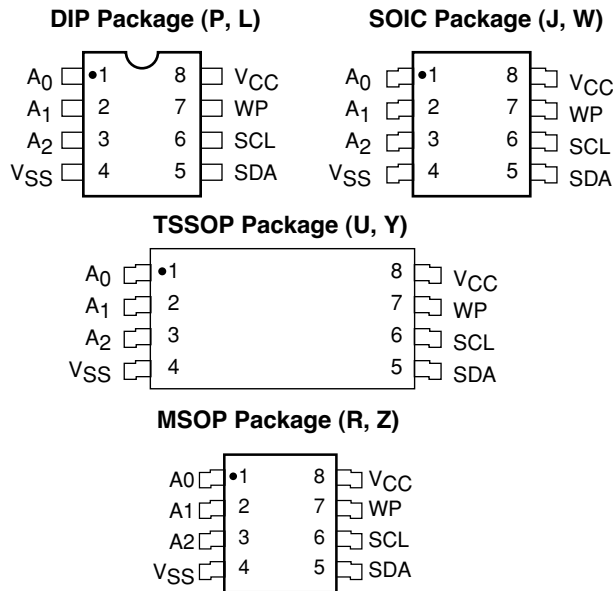 DIP Package (P, L)
A0 1 8 VCC
A1 2 7 WP
A2 3 6 SCL
VSS 4 5 SDA
SOIC Package (J, W)
A0 1 8 VCC
A1 2 7 WP
A2 3 6 SCL
VSS 4 5 SDA
TSSOP Package (U, Y)
A0 1 8 VCC
A1 2 7 WP
A2 3 6 SCL
VSS 4 5 SDA
MSOP Package (R, Z)
A0 1 8 VCC
A1 2 7 WP
A2 3 6 SCL
VSS 4 5 SDA